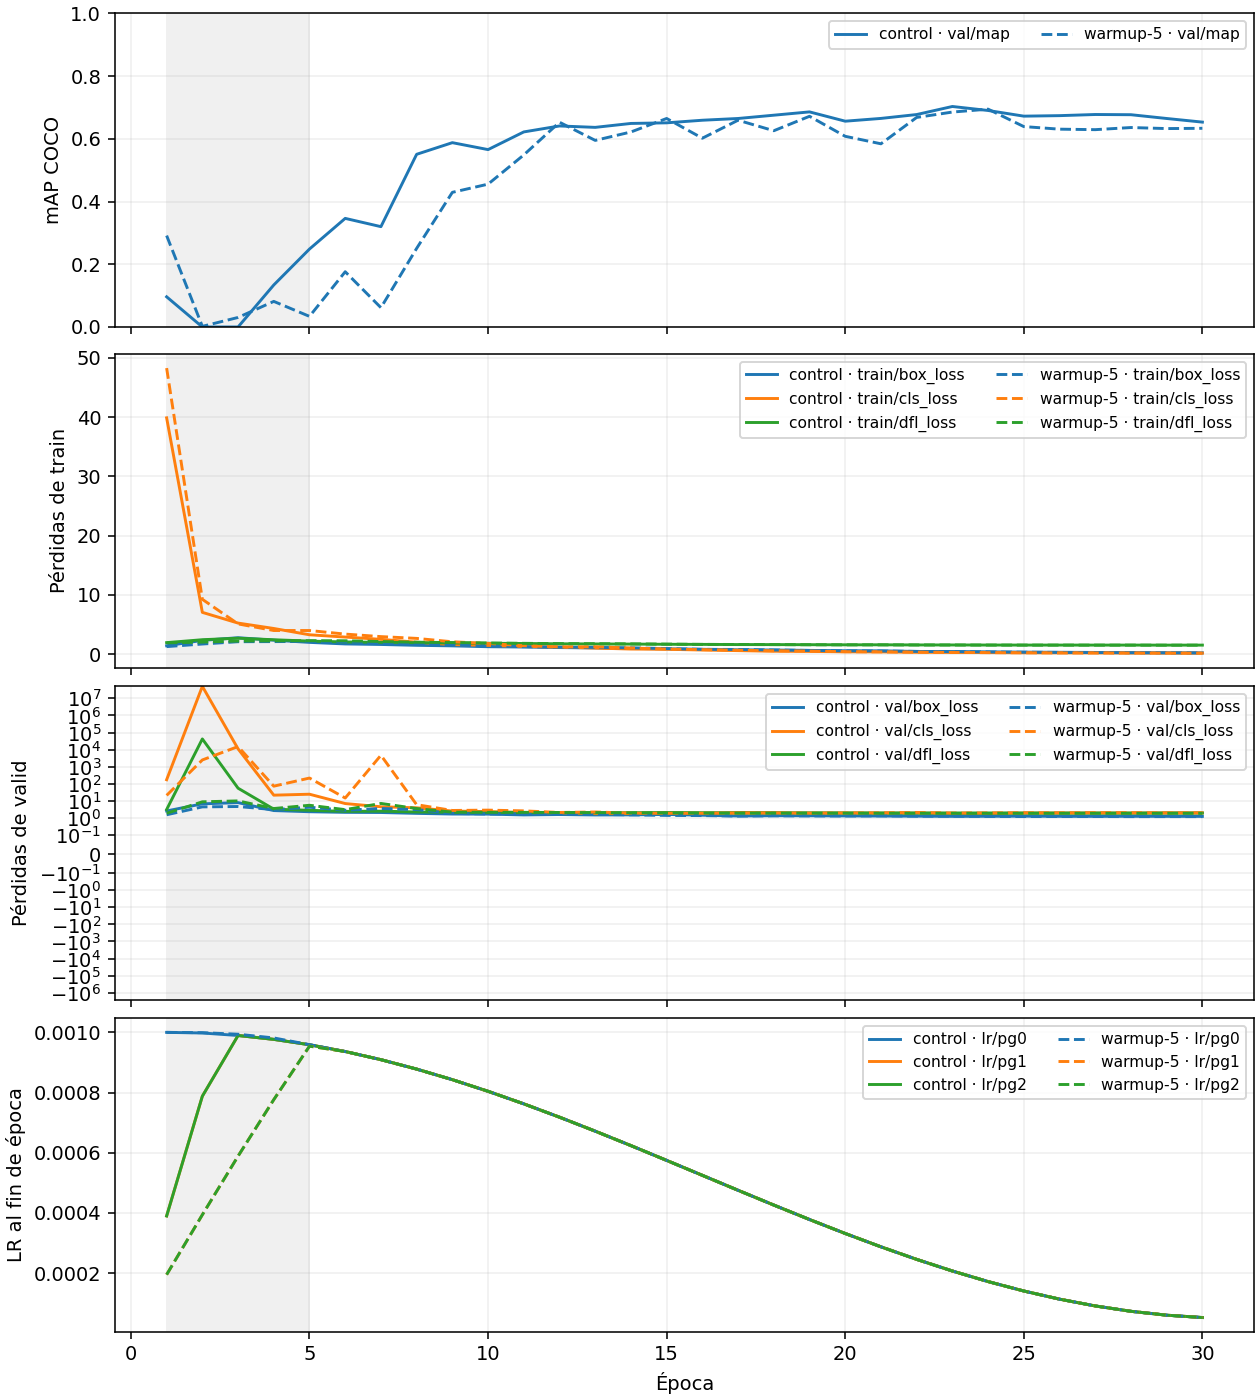 1.0
control · val/map
warmup-5 · val/map
0.8
0.6
0.4
0.2
0.0
mAP COCO
50
control · train/box_loss
warmup-5 · train/box_loss
control · train/cls_loss
warmup-5 · train/cls_loss
control · train/dfl_loss
warmup-5 · train/dfl_loss
40
30
20
10
0
Pérdidas de train
10⁷
control · val/box_loss
warmup-5 · val/box_loss
10⁶
control · val/cls_loss
warmup-5 · val/cls_loss
10⁵
control · val/dfl_loss
warmup-5 · val/dfl_loss
10⁴
10³
10²
10¹
10⁰
10⁻¹
0
−10⁻¹
−10⁰
−10¹
−10²
−10³
−10⁴
−10⁵
−10⁶
Pérdidas de valid
0.0010
control · lr/pg0
warmup-5 · lr/pg0
control · lr/pg1
warmup-5 · lr/pg1
control · lr/pg2
warmup-5 · lr/pg2
0.0008
0.0006
0.0004
0.0002
LR al fin de época
0 5 10 15 20 25 30
Época